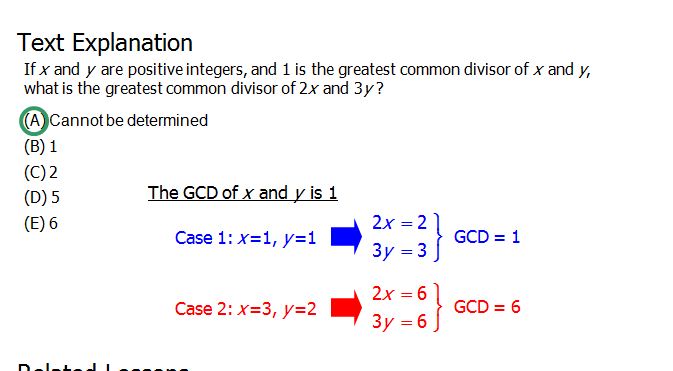 Text Explanation
If x and y are positive integers, and 1 is the greatest common divisor of x and y,
what is the greatest common divisor of 2x and 3y?
(A) Cannot be determined
(B) 1
(C) 2
(D) 5
(E) 6
The GCD of x and y is 1
Case 1: x=1, y=1
2x = 2
3y = 3
GCD = 1
Case 2: x=3, y=2
2x = 6
3y = 6
GCD = 6
Related Lessons